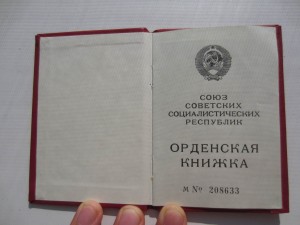 СОЮЗ
СОВЕТСКИХ
СОЦИАЛИСТИЧЕСКИХ
РЕСПУБЛИК
ОРДЕНСКАЯ
КНИЖКА
М № 208633